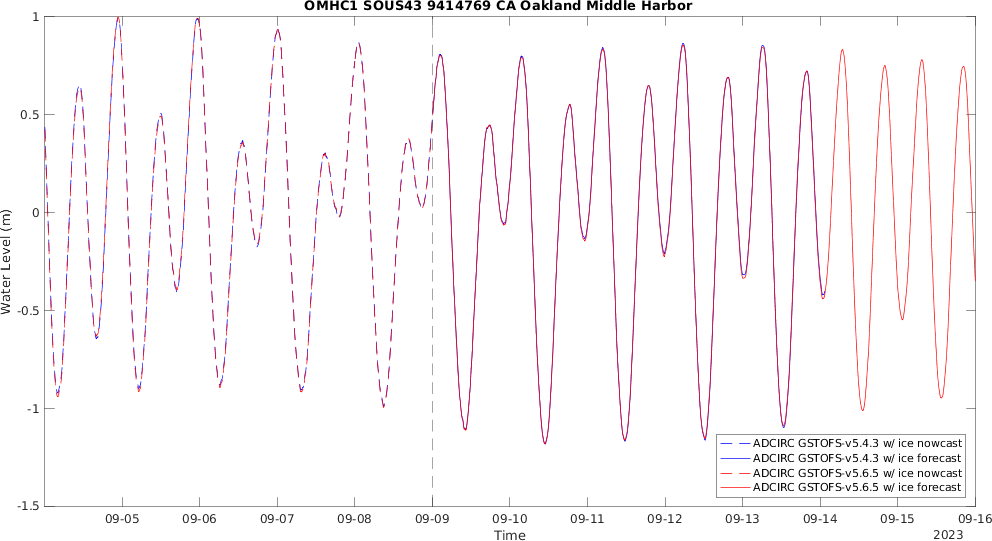 OMHC1 SOUS43 9414769 CA Oakland Middle Harbor
1
0.5
0
-0.5
-1
-1.5
Water Level (m)
ADCIRC GSTOFS-v5.4.3 w/ ice nowcast
ADCIRC GSTOFS-v5.4.3 w/ ice forecast
ADCIRC GSTOFS-v5.6.5 w/ ice nowcast
ADCIRC GSTOFS-v5.6.5 w/ ice forecast
09-05 09-06 09-07 09-08 09-09 09-10 09-11 09-12 09-13 09-14 09-15 09-16
Time
2023